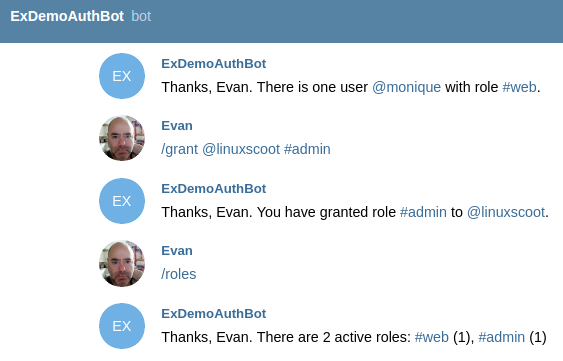 ExDemoAuthBot bot
ExDemoAuthBot
EX
Thanks, Evan. There is one user @monique with role #web.
Evan
/grant @linuxscoot #admin
ExDemoAuthBot
EX
Thanks, Evan. You have granted role #admin to @linuxscoot.
Evan
/roles
ExDemoAuthBot
EX
Thanks, Evan. There are 2 active roles: #web (1), #admin (1)